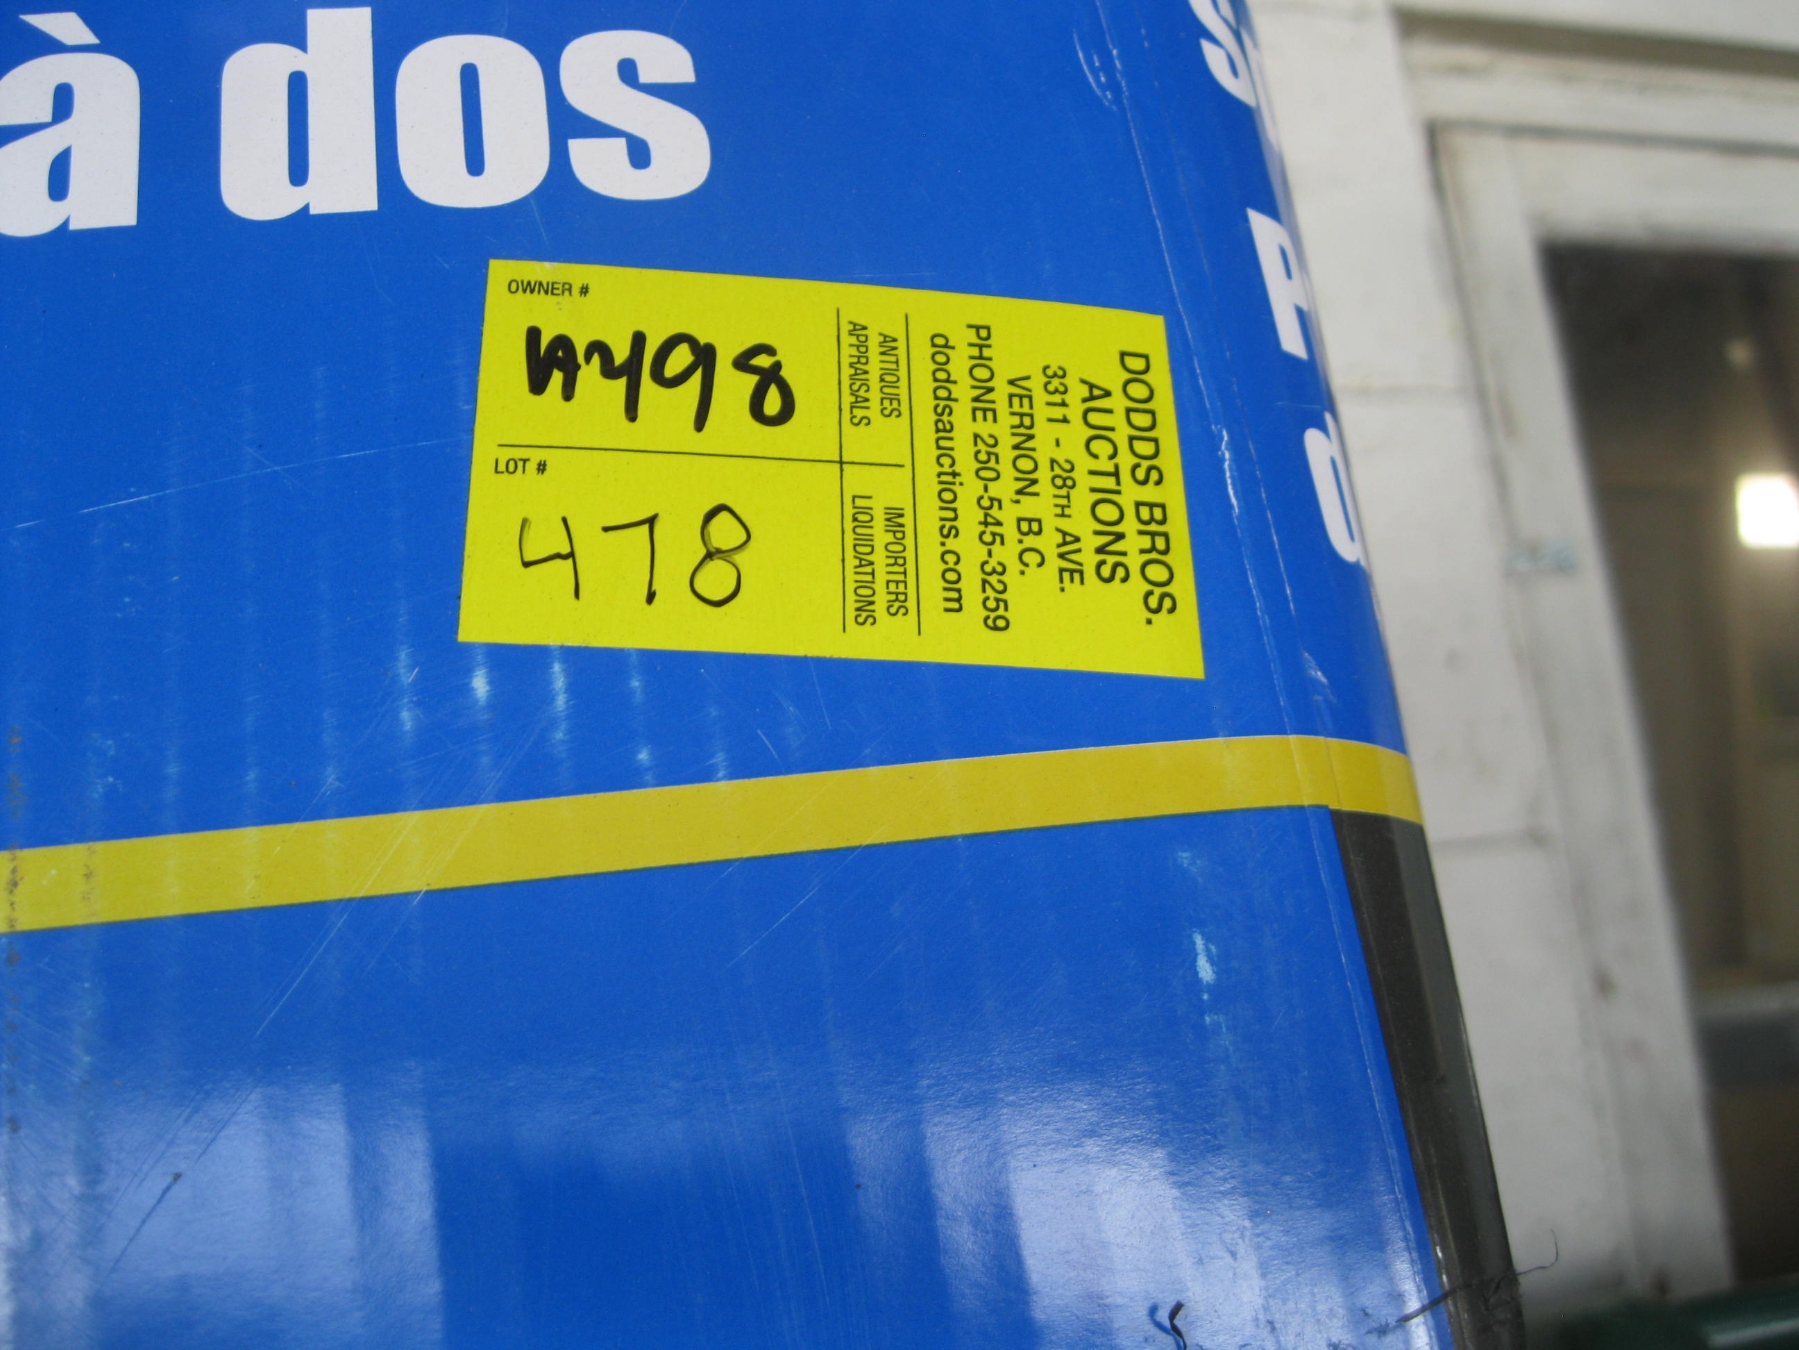 à dos
OWNER #
LOT #
478
ANTIQUES
APPRAISALS
IMPORTERS
LIQUIDATIONS
DODDS BROS.
AUCTIONS
3311 - 28TH AVE.
VERNON, B.C.
PHONE 250-545-3259
doddsauctions.com